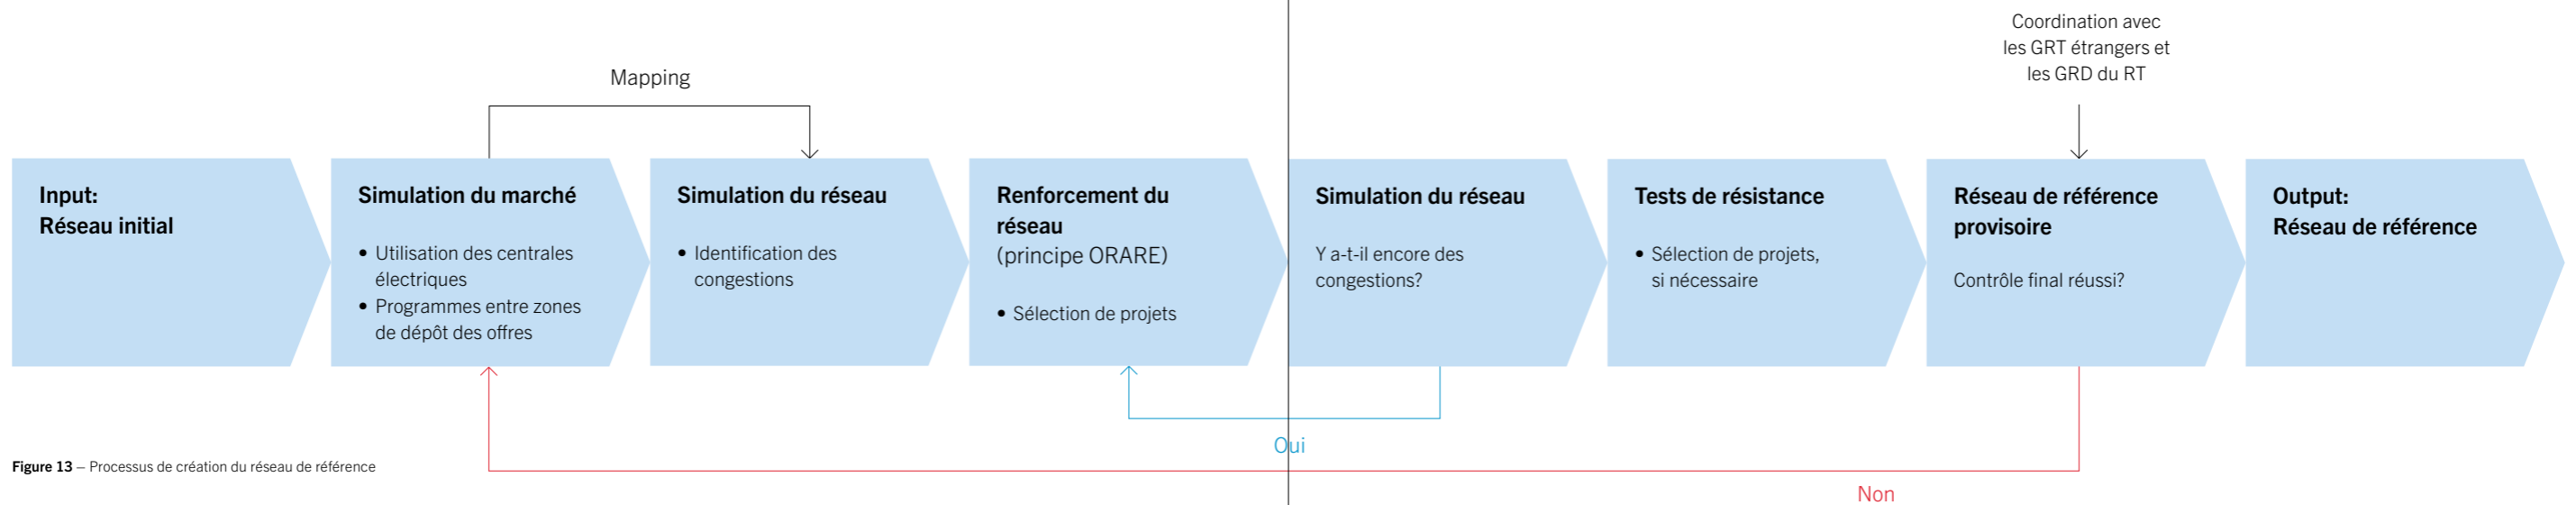 Coordination avec
les GRT étrangers et
les GRD du RT
Mapping
Input:
Réseau initial
Simulation du marché
• Utilisation des centrales
électriques
• Programmes entre zones
de dépôt des offres
Simulation du réseau
• Identification des
congestions
Renforcement du
réseau
(principe ORARE)
• Sélection de projets
Simulation du réseau
Y a-t-il encore des
congestions?
Tests de résistance
• Sélection de projets,
si nécessaire
Réseau de référence
provisoire
Contrôle final réussi?
Output:
Réseau de référence
Oui
Non
Figure 13 – Processus de création du réseau de référence